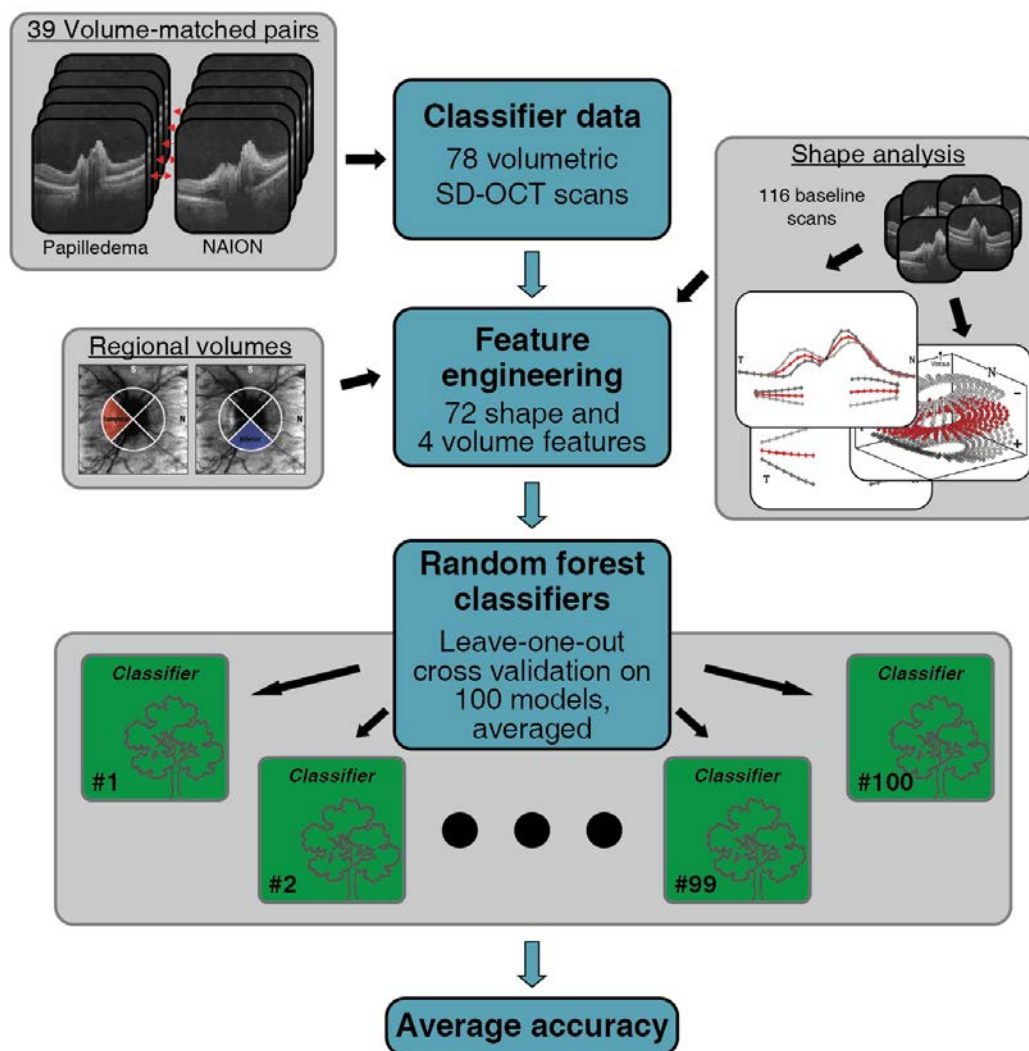 39 Volume-matched pairs
Papilledema
NAION
Classifier data
78 volumetric
SD-OCT scans
Shape analysis
116 baseline
scans
T
N
T
N
−
+
Regional volumes
S
N
Temporal
S
N
Inferior
Feature
engineering
72 shape and
4 volume features
Random forest
classifiers
Leave-one-out
cross validation on
100 models,
averaged
Classifier
#1
Classifier
#2
Classifier
#99
Classifier
#100
Average accuracy